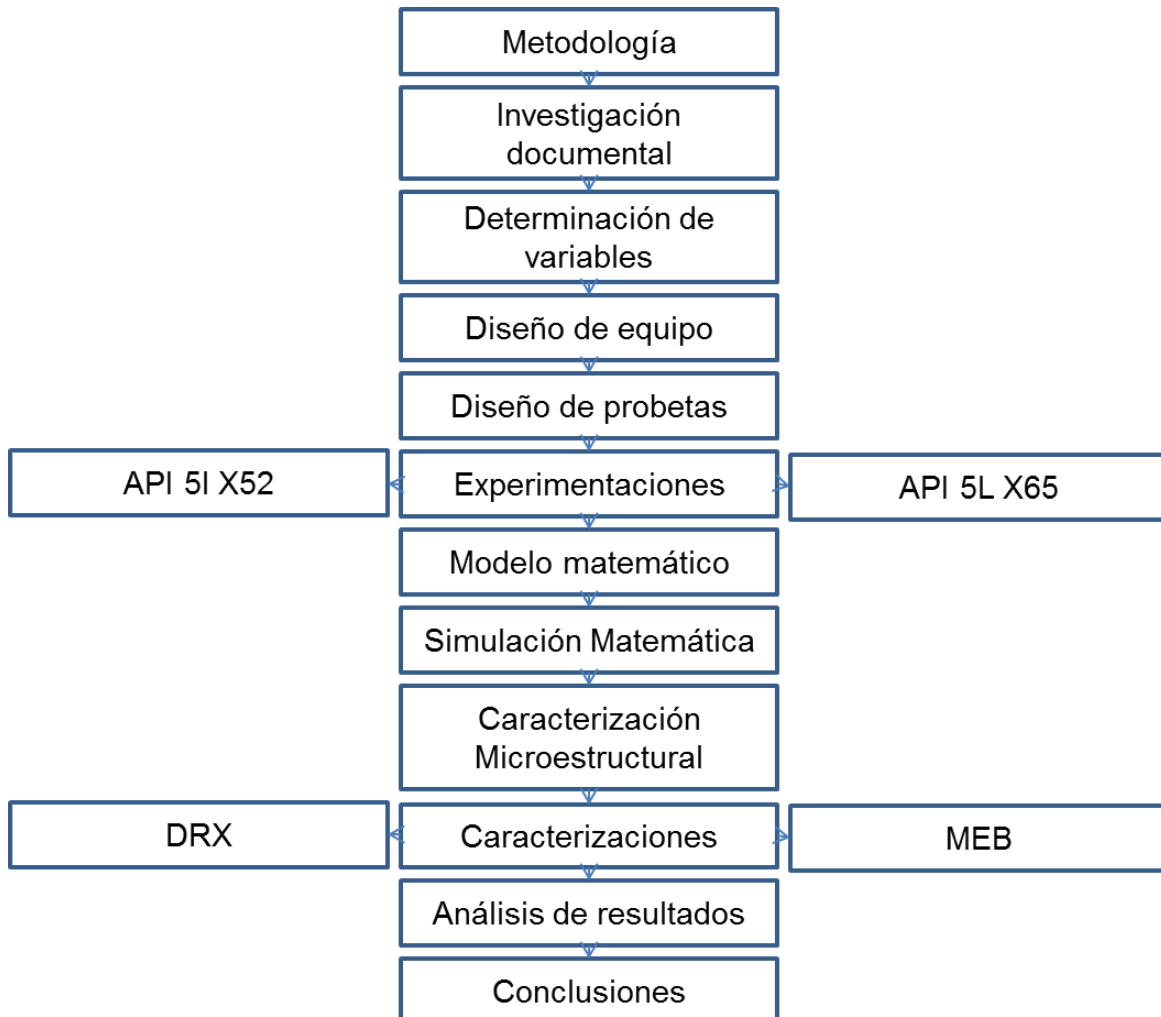 Metodología
Investigación
documental
Determinación de
variables
Diseño de equipo
Diseño de probetas
API 5l X52
Experimentaciones
API 5L X65
Modelo matemático
Simulación Matemática
Caracterización
Microestructural
DRX
Caracterizaciones
MEB
Análisis de resultados
Conclusiones